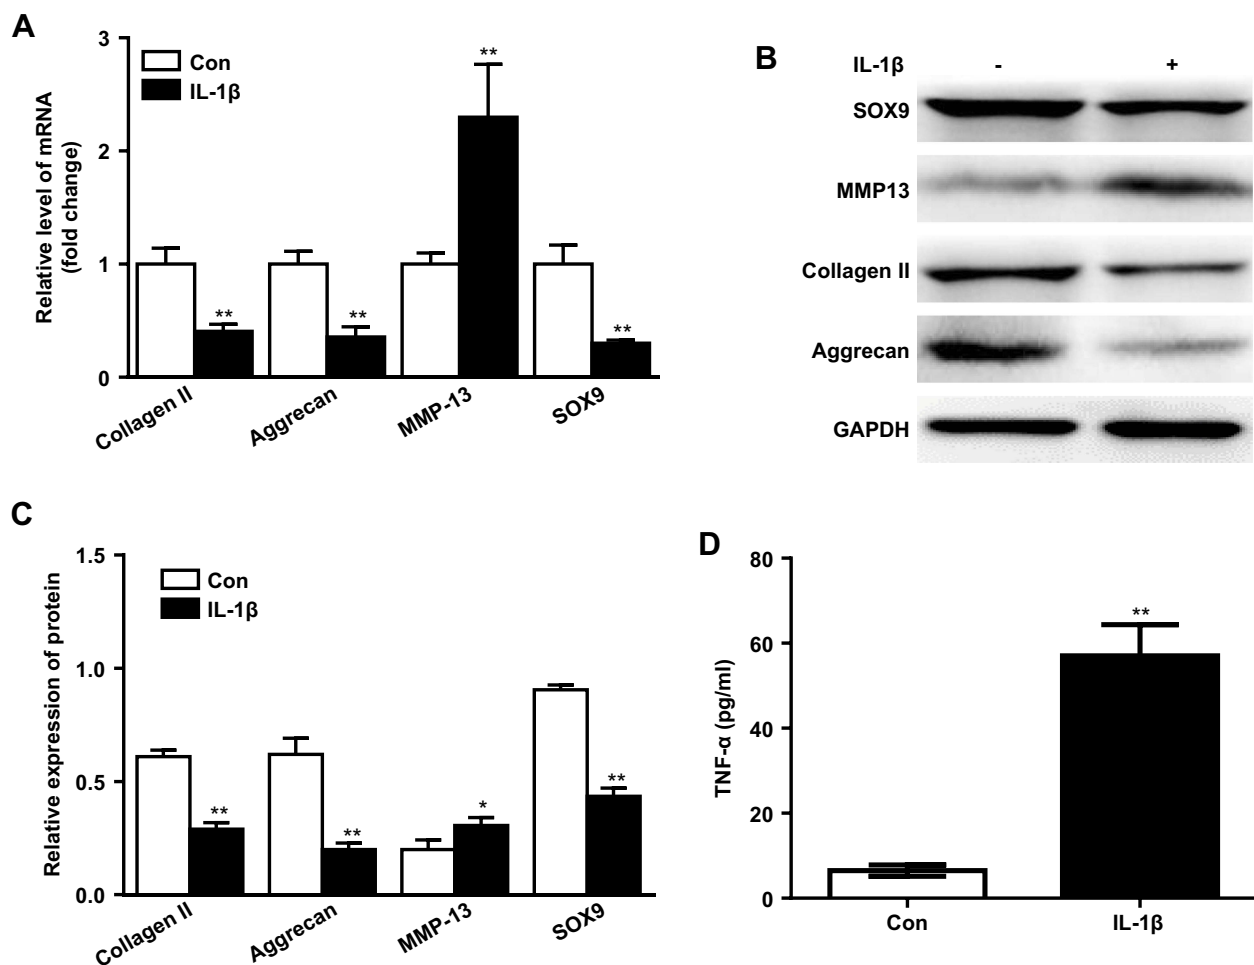 A
3
2
1
0
Relative level of mRNA
(fold change)
Con
IL-1β
**
**
**
**
Collagen II
Aggrecan
MMP-13
SOX9
B
IL-1β - +
SOX9
MMP13
Collagen II
Aggrecan
GAPDH
C
1.5
1.0
0.5
0.0
Relative expression of protein
Con
IL-1β
**
**
*
**
Collagen II
Aggrecan
MMP-13
SOX9
D
80
60
40
20
0
TNF-α (pg/ml)
**
Con
IL-1β